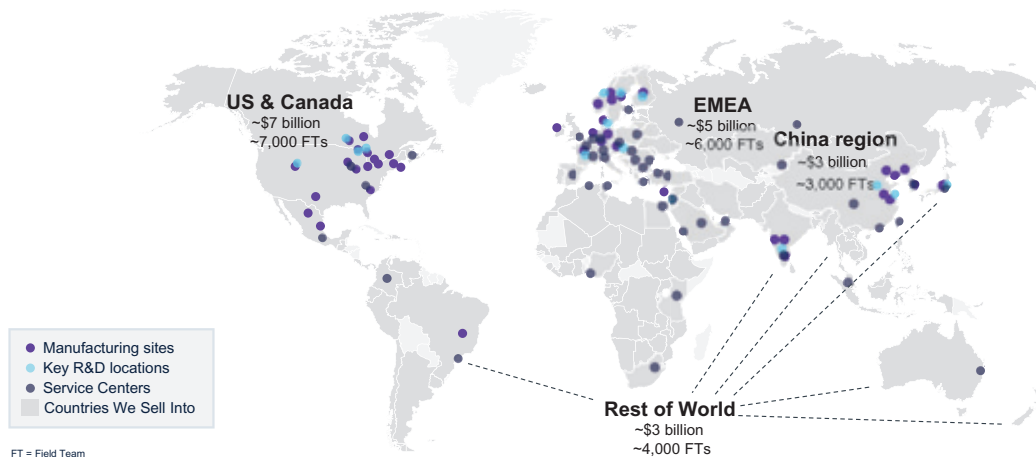 US & Canada
~$7 billion
~7,000 FTs
EMEA
~$5 billion
~6,000 FTs
China region
~$3 billion
~3,000 FTs
Manufacturing sites
Key R&D locations
Service Centers
Countries We Sell Into
Rest of World
~$3 billion
~4,000 FTs
FT = Field Team